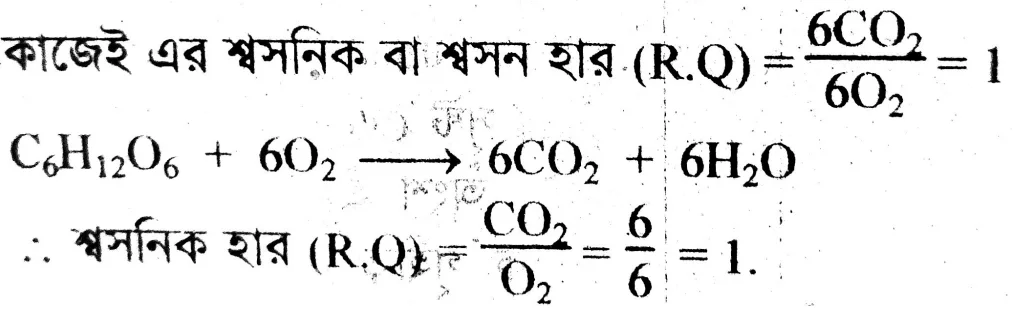 কাজেই এর শ্বসনিক বা শ্বসন হার (R.Q) = 6CO₂/6O₂ = 1
C₆H₁₂O₆ + 6O₂ ⟶ 6CO₂ + 6H₂O
∴ শ্বসনিক হার (R.Q) = CO₂/O₂ = 6/6 = 1.